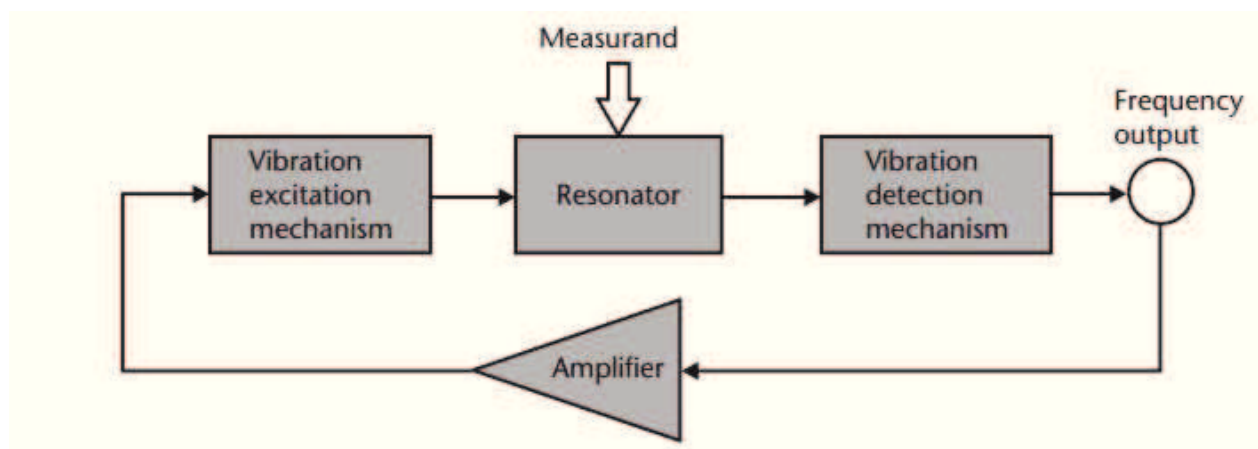 Measurand
Frequency
output
Vibration
excitation
mechanism
Resonator
Vibration
detection
mechanism
Amplifier